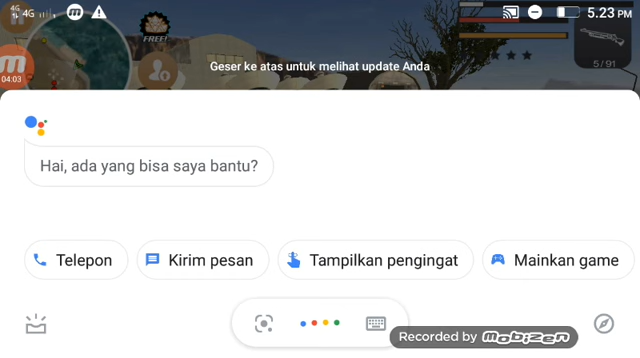 4G
4G
5.23 PM
FREE!
04:03
5/91
Geser ke atas untuk melihat update Anda
Hai, ada yang bisa saya bantu?
Telepon
Kirim pesan
Tampilkan pengingat
Mainkan game
Recorded by MOBIZEN